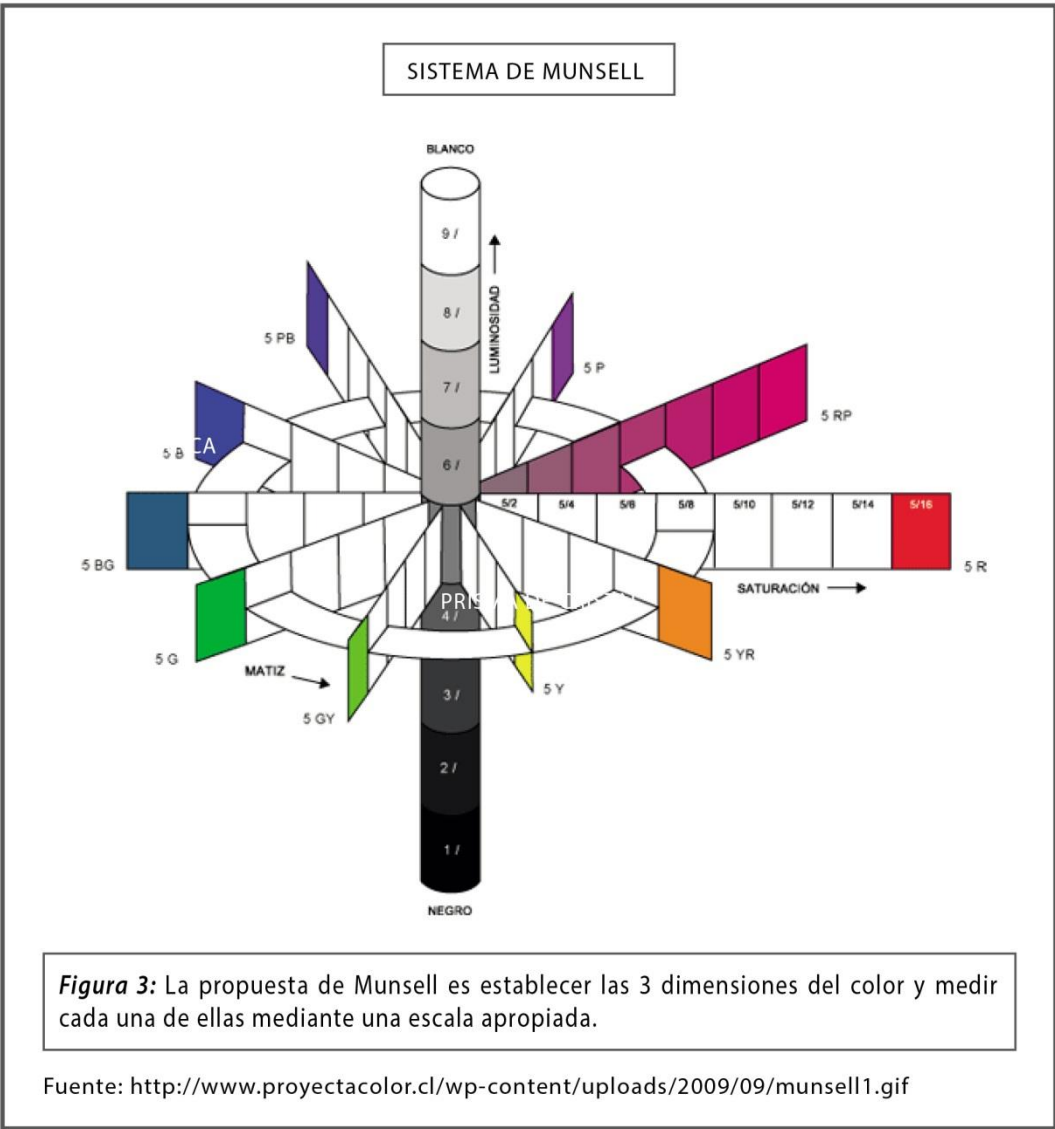 SISTEMA DE MUNSELL
BLANCO
9 /
8 /
LUMINOSIDAD
7 /
6 /
5 PB
5 P
5 RP
5 B
CA
5/2 5/4 5/6 5/8 5/10 5/12 5/14 5/16
5 BG
5 R
SATURACIÓN
4 /
5 G
5 YR
MATIZ
5 Y
5 GY
3 /
2 /
1 /
NEGRO
Figura 3: La propuesta de Munsell es establecer las 3 dimensiones del color y medir
cada una de ellas mediante una escala apropiada.
Fuente: http://www.proyectacolor.cl/wp-content/uploads/2009/09/munsell1.gif